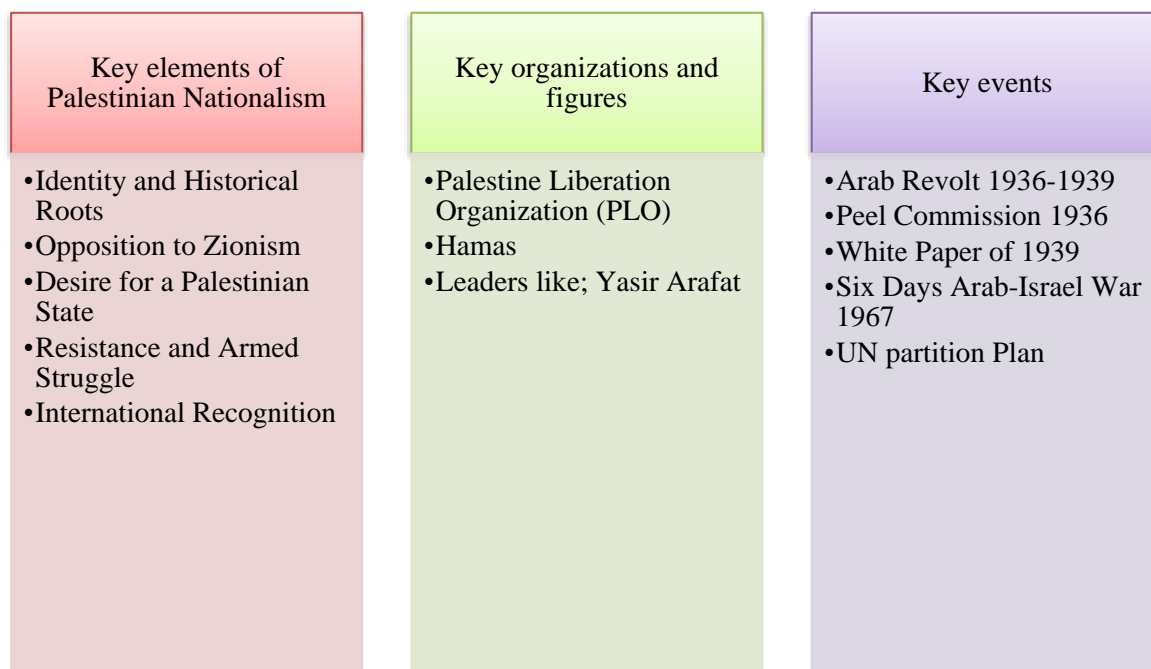 Key elements of
Palestinian Nationalism
•Identity and Historical
Roots
•Opposition to Zionism
•Desire for a Palestinian
State
•Resistance and Armed
Struggle
•International Recognition
Key organizations and
figures
•Palestine Liberation
Organization (PLO)
•Hamas
•Leaders like; Yasir Arafat
Key events
•Arab Revolt 1936-1939
•Peel Commission 1936
•White Paper of 1939
•Six Days Arab-Israel War
1967
•UN partition Plan